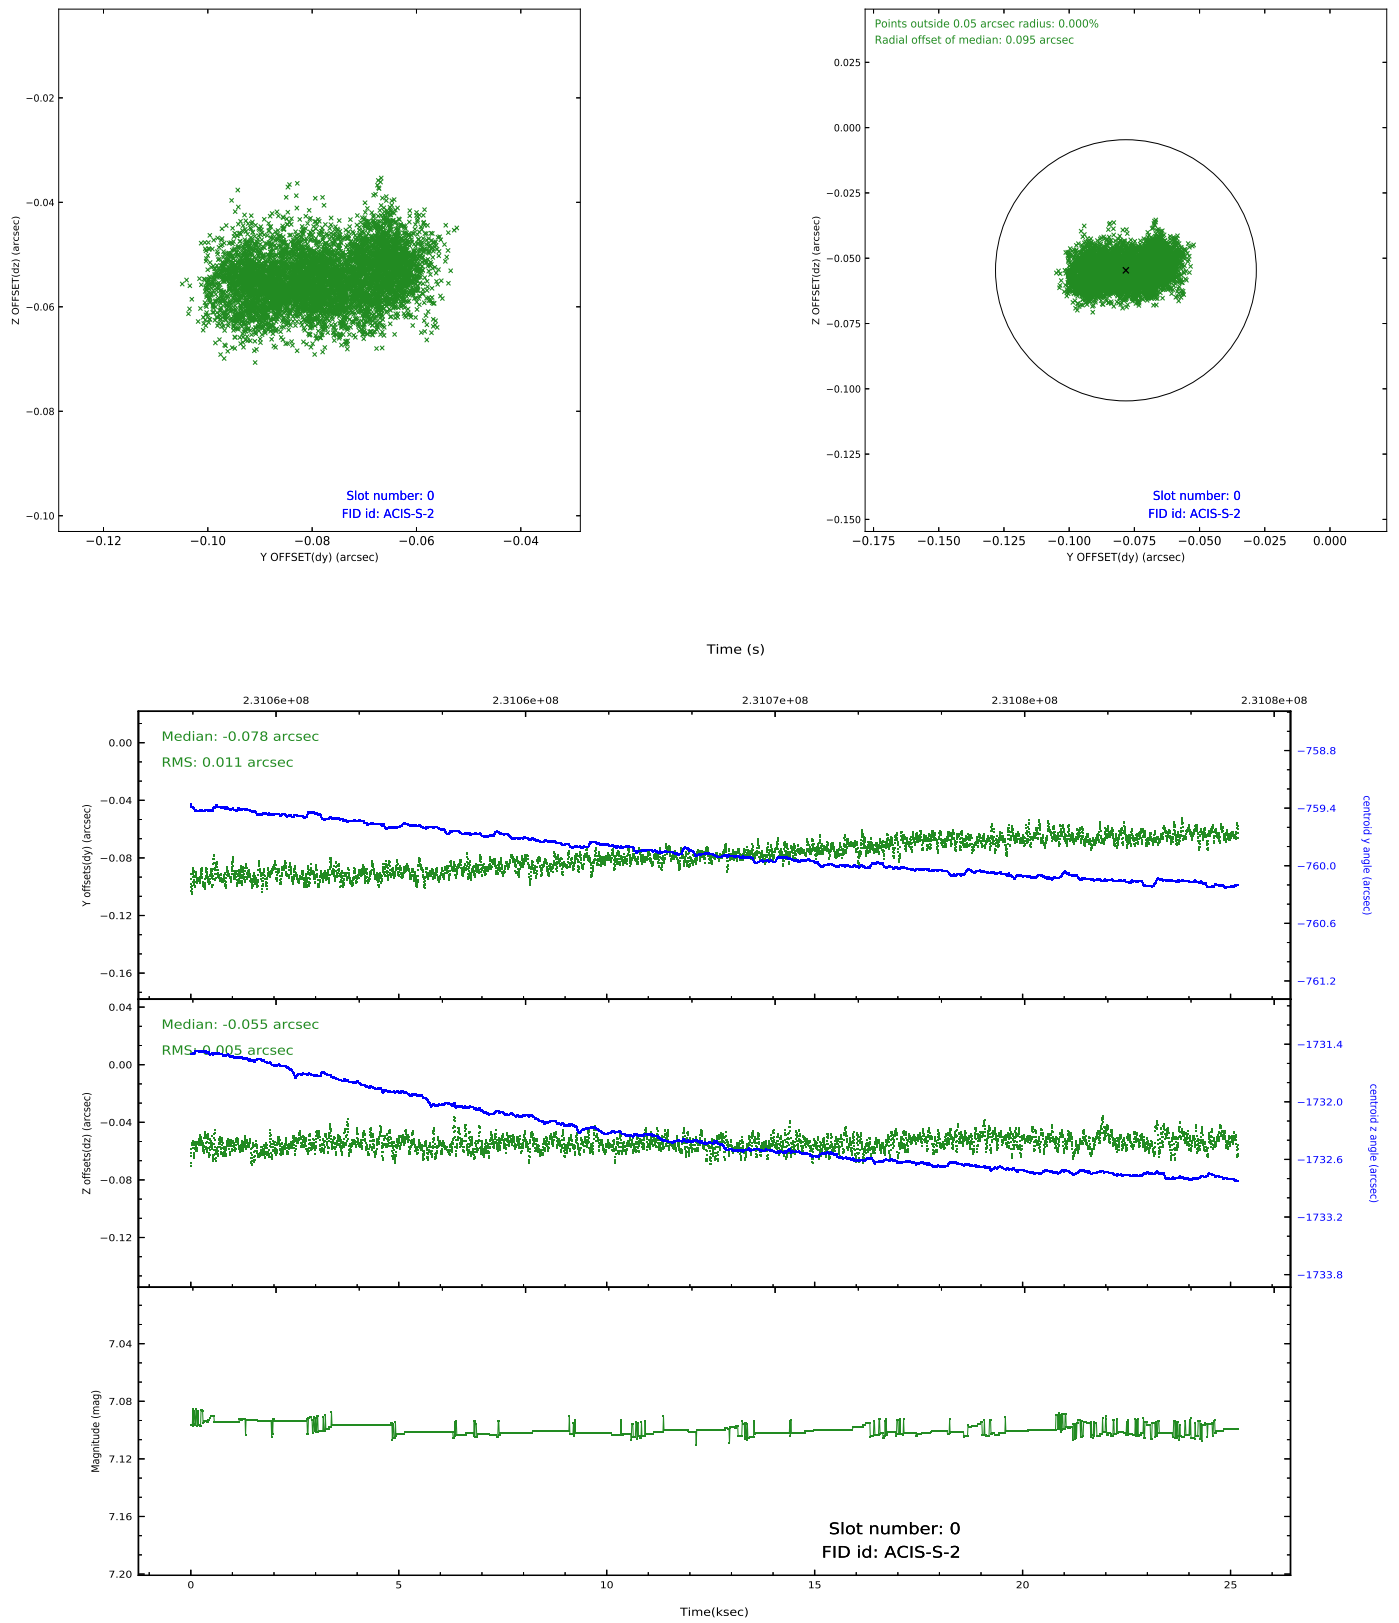 −0.02
−0.04
−0.06
−0.08
−0.10
Z OFFSET(dz) (arcsec)
Slot number: 0
FID id: ACIS-S-2
−0.12
−0.10
−0.08
−0.06
−0.04
Y OFFSET(dy) (arcsec)
Points outside 0.05 arcsec radius: 0.000%
Radial offset of median: 0.095 arcsec
0.025
0.000
−0.025
−0.050
−0.075
−0.100
−0.125
−0.150
Z OFFSET(dz) (arcsec)
Slot number: 0
FID id: ACIS-S-2
−0.175
−0.150
−0.125
−0.100
−0.075
−0.050
−0.025
0.000
Y OFFSET(dy) (arcsec)
Time (s)
2.3106e+08
2.3106e+08
2.3107e+08
2.3108e+08
2.3108e+08
Median: -0.078 arcsec
RMS: 0.011 arcsec
0.00
−0.04
−0.08
−0.12
−0.16
Y offsets(dy) (arcsec)
−758.8
−759.4
−760.0
−760.6
−761.2
centroid y angle (arcsec)
Median: -0.055 arcsec
RMS: 0.005 arcsec
0.04
0.00
−0.04
−0.08
−0.12
Z offsets(dz) (arcsec)
−1731.4
−1732.0
−1732.6
−1733.2
−1733.8
centroid z angle (arcsec)
7.04
7.08
7.12
7.16
7.20
Magnitude (mag)
Slot number: 0
FID id: ACIS-S-2
0
5
10
15
20
25
Time(ksec)